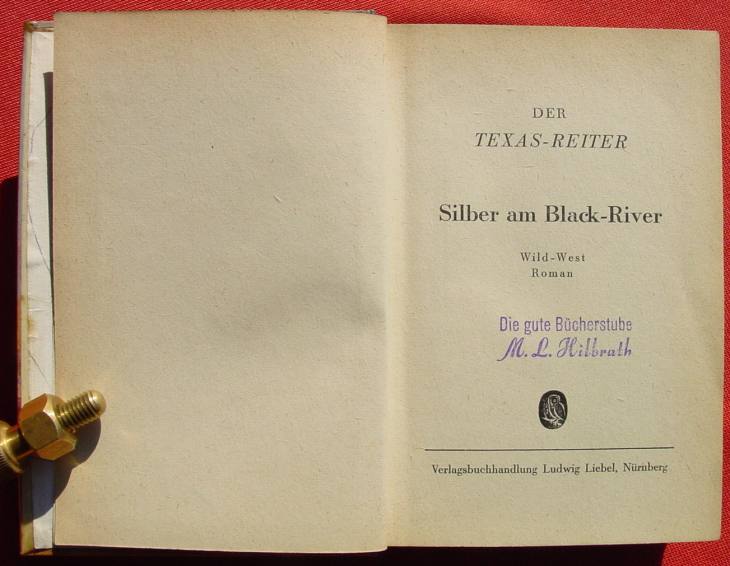 DER
TEXAS-REITER
Silber am Black-River
Wild-West
Roman
Die gute Bücherstube
M. L. Hilbrath
Verlagsbuchhandlung Ludwig Liebel, Nürnberg